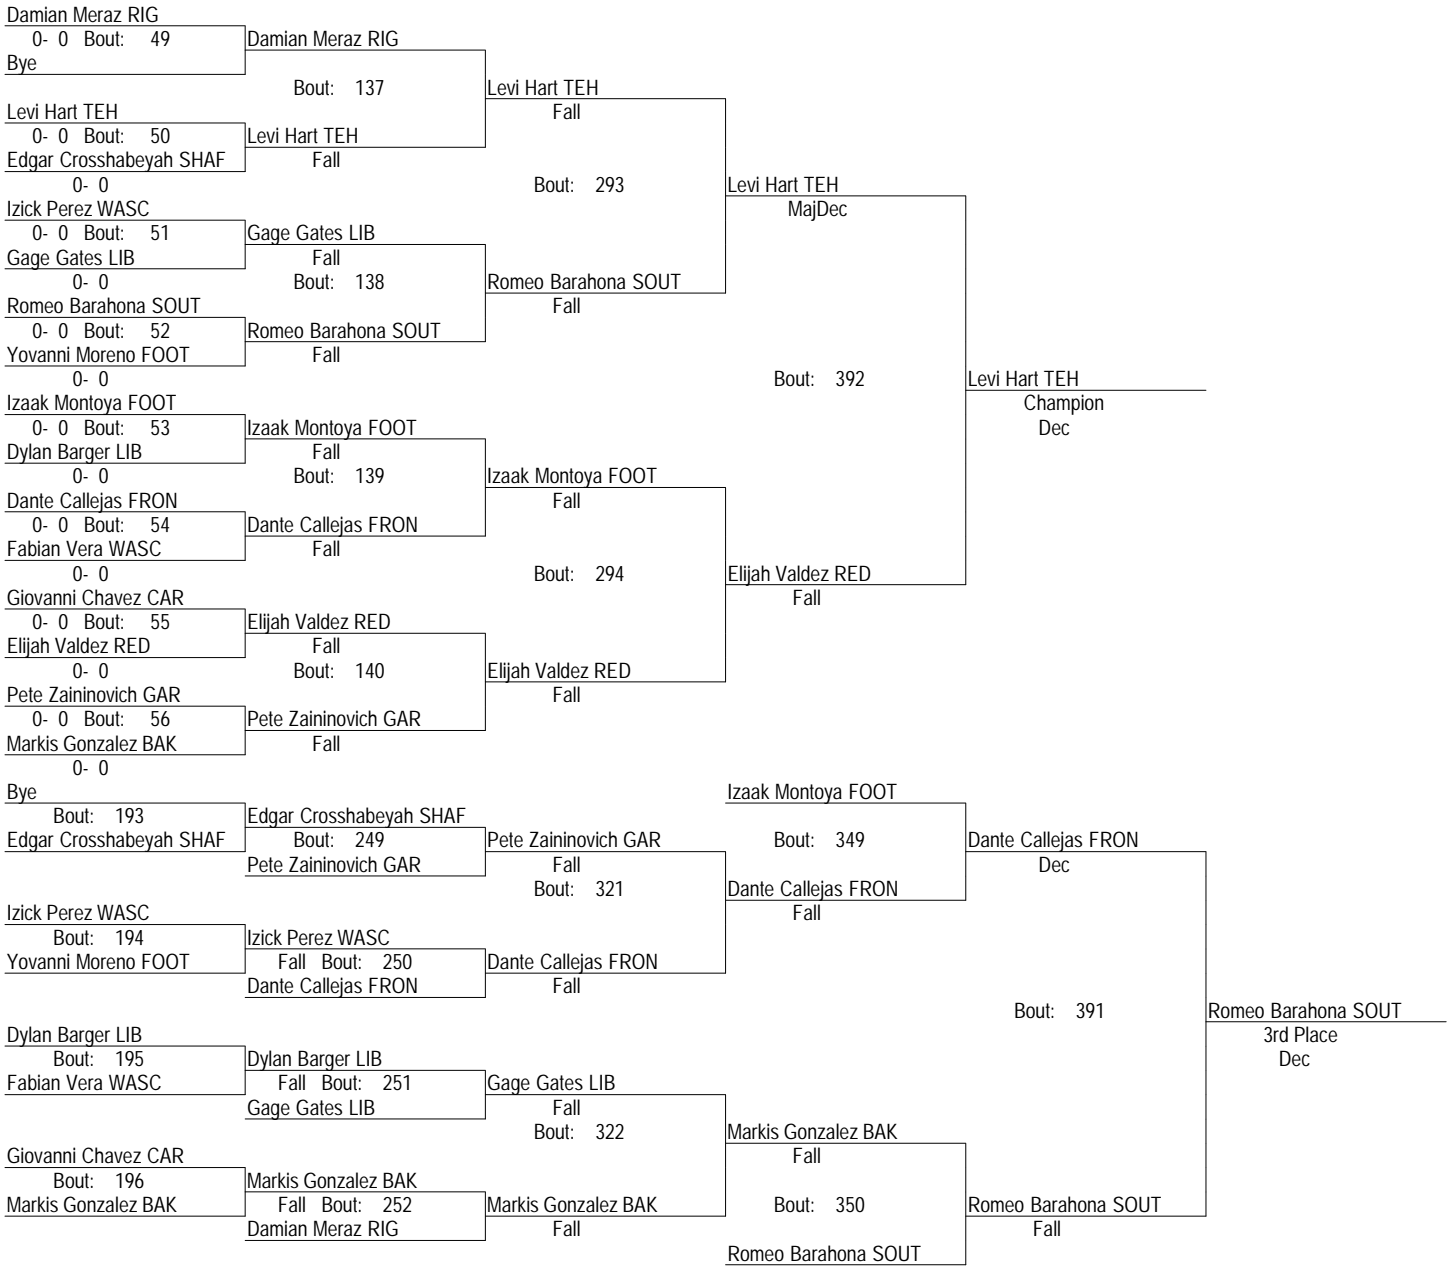 Damian Meraz RIG
0- 0 Bout: 49 Damian Meraz RIG
Bye
Bout: 137 Levi Hart TEH
Levi Hart TEH Fall
0- 0 Bout: 50 Levi Hart TEH
Edgar Crosshabeyah SHAF Fall
0- 0 Bout: 293 Levi Hart TEH
Izick Perez WASC MajDec
0- 0 Bout: 51 Gage Gates LIB
Gage Gates LIB Fall
0- 0 Bout: 138 Romeo Barahona SOUT
Romeo Barahona SOUT Fall
0- 0 Bout: 52 Romeo Barahona SOUT
Yovanni Moreno FOOT Fall
0- 0 Bout: 392 Levi Hart TEH
Izaak Montoya FOOT Champion
0- 0 Bout: 53 Izaak Montoya FOOT Dec
Dylan Barger LIB Fall
0- 0 Bout: 139 Izaak Montoya FOOT
Dante Callejas FRON Fall
0- 0 Bout: 54 Dante Callejas FRON
Fabian Vera WASC Fall
0- 0 Bout: 294 Elijah Valdez RED
Giovanni Chavez CAR Fall
0- 0 Bout: 55 Elijah Valdez RED
Elijah Valdez RED Fall
0- 0 Bout: 140 Elijah Valdez RED
Pete Zaininovich GAR Fall
0- 0 Bout: 56 Pete Zaininovich GAR
Markis Gonzalez BAK Fall
0- 0
Bye Izaak Montoya FOOT
Bout: 193 Edgar Crosshabeyah SHAF
Edgar Crosshabeyah SHAF Bout: 249 Pete Zaininovich GAR Bout: 349 Dante Callejas FRON
Pete Zaininovich GAR Fall Dec
Bout: 321 Dante Callejas FRON
Izick Perez WASC Fall
Bout: 194 Izick Perez WASC
Yovanni Moreno FOOT Fall Bout: 250 Dante Callejas FRON
Dante Callejas FRON Fall
Bout: 391 Romeo Barahona SOUT
Dylan Barger LIB 3rd Place
Bout: 195 Dylan Barger LIB Dec
Fabian Vera WASC Fall Bout: 251 Gage Gates LIB
Gage Gates LIB Fall
Bout: 322 Markis Gonzalez BAK
Giovanni Chavez CAR Fall
Bout: 196 Markis Gonzalez BAK
Markis Gonzalez BAK Fall Bout: 252 Markis Gonzalez BAK Bout: 350 Romeo Barahona SOUT
Damian Meraz RIG Fall Fall
Romeo Barahona SOUT